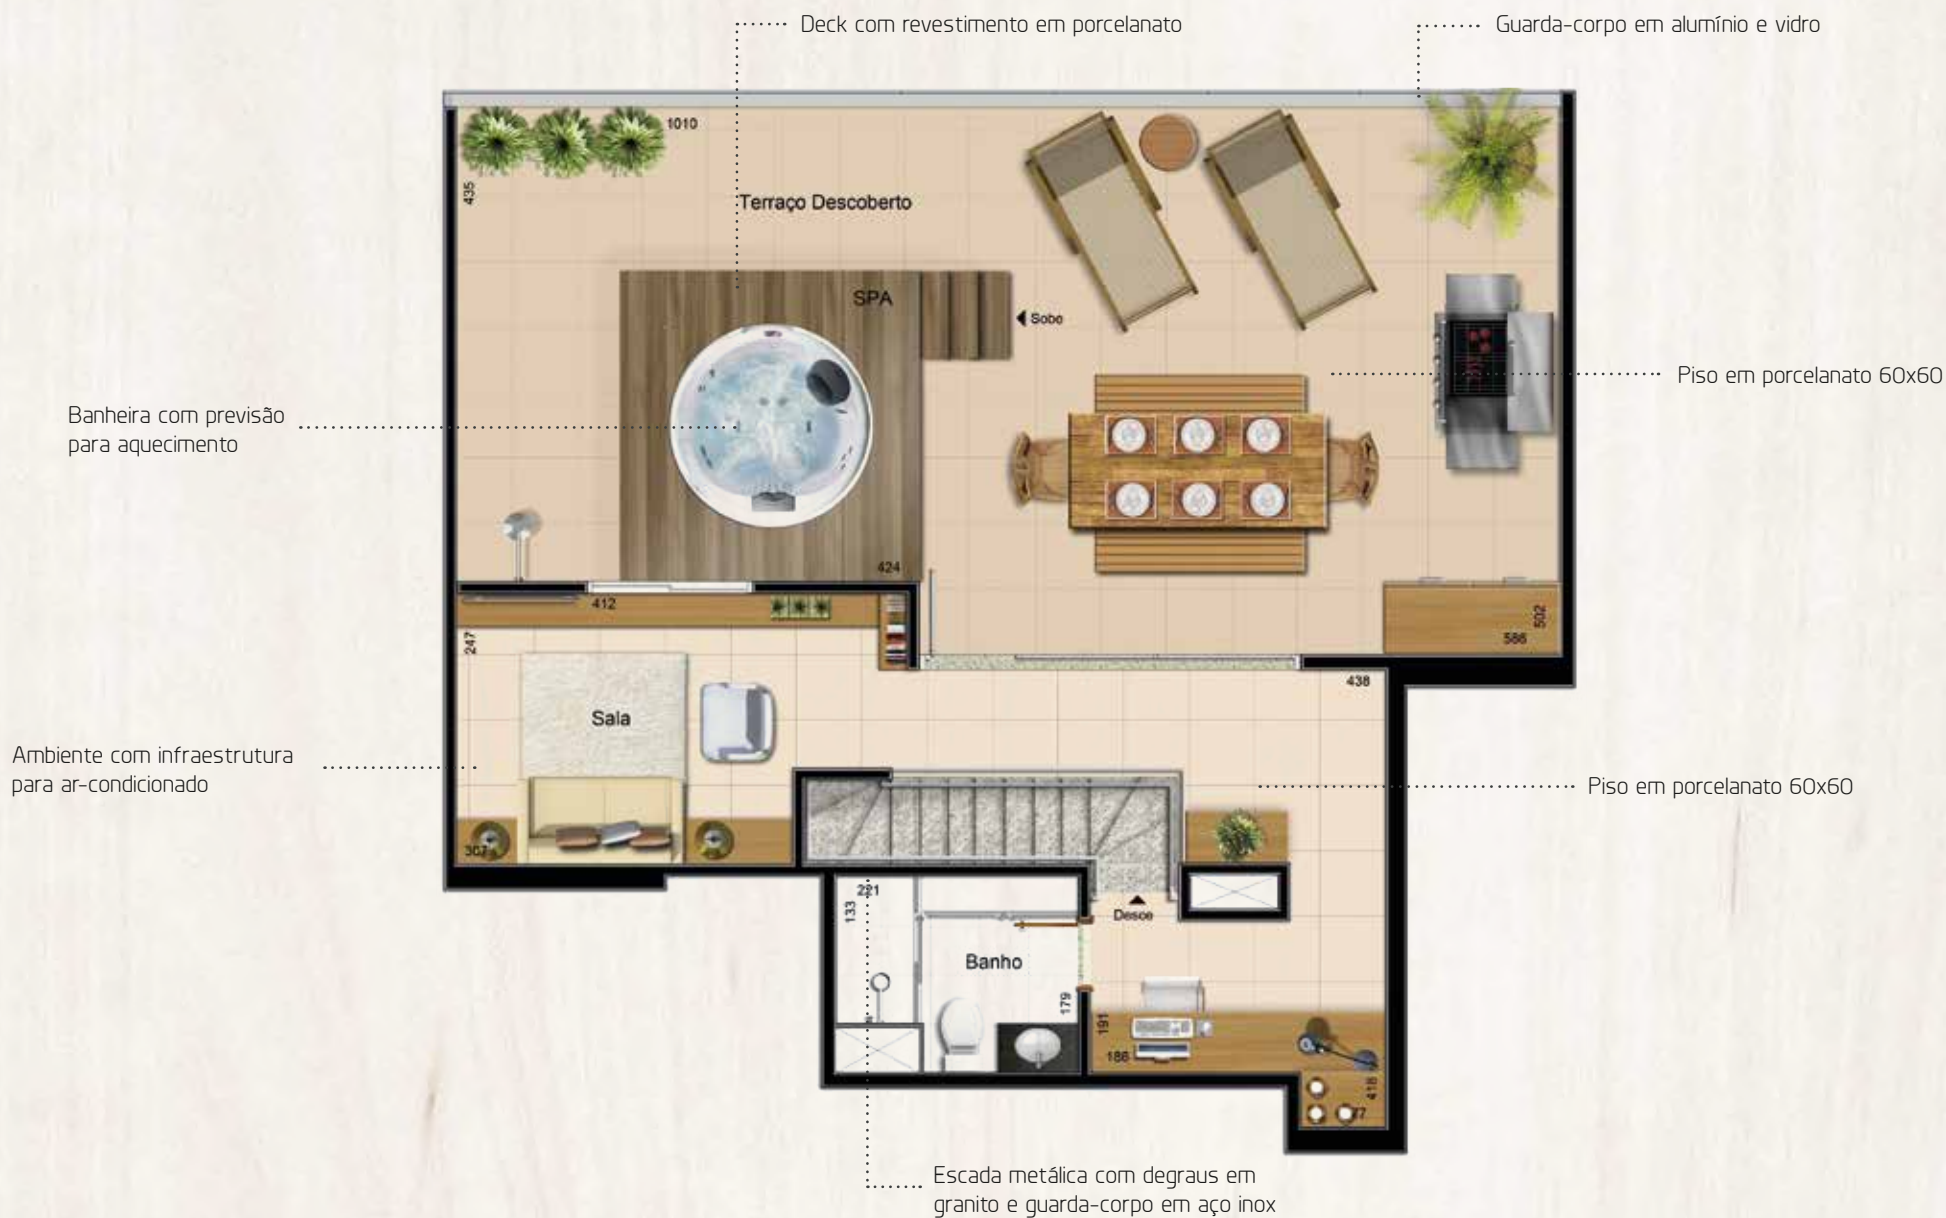 Deck com revestimento em porcelanato
Guarda-corpo em alumínio e vidro
1010
435
Terraço Descoberto
SPA
Sobe
Piso em porcelanato 60x60
Banheira com previsão
para aquecimento
424
412
247
502
586
438
Sala
Ambiente com infraestrutura
para ar-condicionado
Piso em porcelanato 60x60
307
221
133
Desce
Banho
179
191
186
418
77
Escada metálica com degraus em
granito e guarda-corpo em aço inox